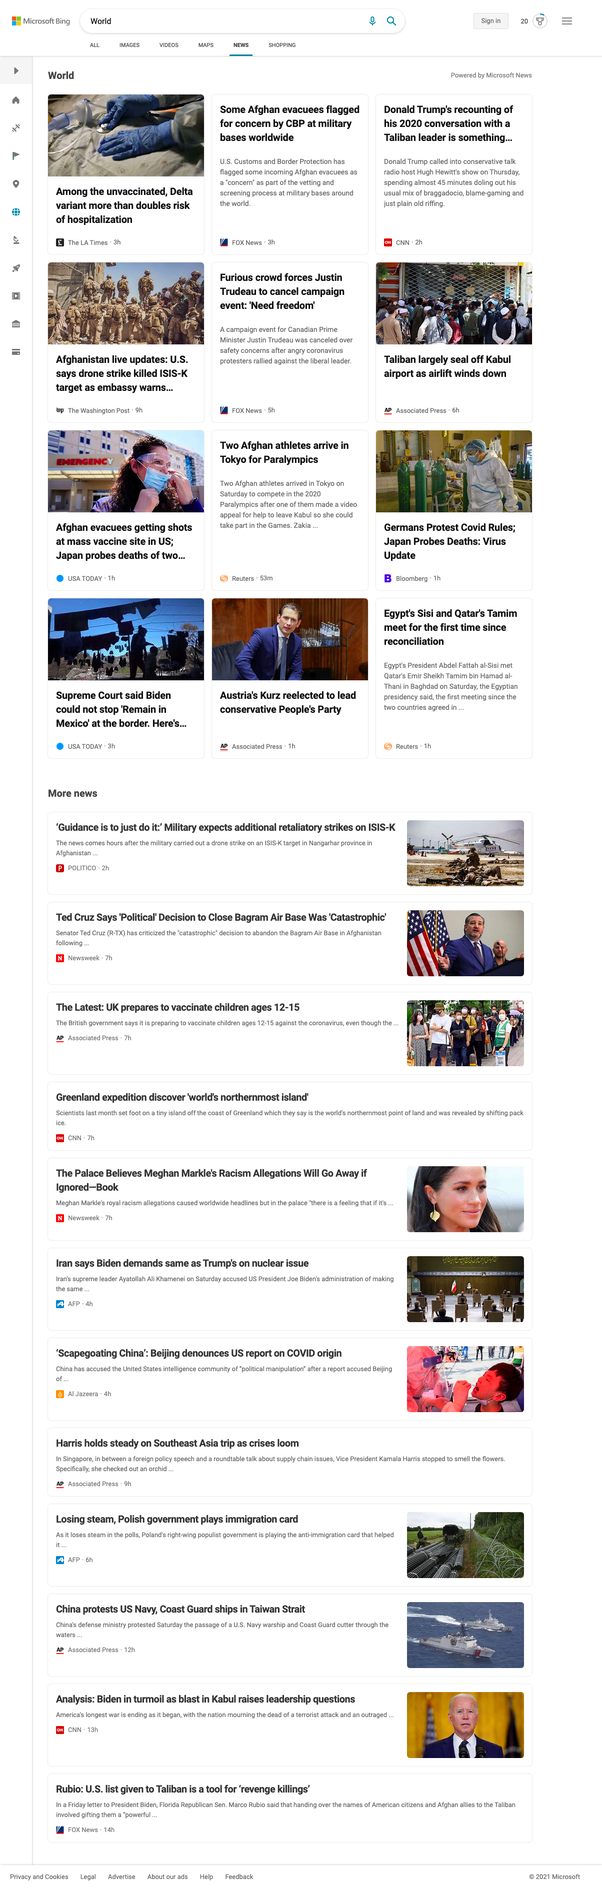 Microsoft Bing
World
Sign in
20
ALL IMAGES VIDEOS MAPS NEWS SHOPPING
World
Powered by Microsoft News
Among the unvaccinated, Delta
variant more than doubles risk
of hospitalization
The LA Times · 3h
Some Afghan evacuees flagged
for concern by CBP at military
bases worldwide
U.S. Customs and Border Protection has
flagged some incoming Afghan evacuees as
a "concern" as part of the vetting and
screening process at military bases around
the world.
FOX News · 3h
Donald Trump's recounting of
his 2020 conversation with a
Taliban leader is something...
Donald Trump called into conservative talk
radio host Hugh Hewitt's show on Thursday,
spending almost 45 minutes doling out his
usual mix of braggadocio, blame-gaming and
just plain old riffing.
CNN · 2h
Afghanistan live updates: U.S.
says drone strike killed ISIS-K
target as embassy warns...
The Washington Post · 9h
Furious crowd forces Justin
Trudeau to cancel campaign
event: 'Need freedom'
A campaign event for Canadian Prime
Minister Justin Trudeau was canceled over
safety concerns after angry coronavirus
protesters rallied against the liberal leader.
FOX News · 5h
Taliban largely seal off Kabul
airport as airlift winds down
Associated Press · 6h
EMERGENCY
Afghan evacuees getting shots
at mass vaccine site in US;
Japan probes deaths of two...
USA TODAY · 1h
Two Afghan athletes arrive in
Tokyo for Paralympics
Two Afghan athletes arrived in Tokyo on
Saturday to compete in the 2020
Paralympics after one of them made a video
appeal for help to leave Kabul so she could
take part in the Games. Zakia ...
Reuters · 53m
Germans Protest Covid Rules;
Japan Probes Deaths: Virus
Update
Bloomberg · 1h
Supreme Court said Biden
could not stop 'Remain in
Mexico' at the border. Here's...
USA TODAY · 3h
Austria's Kurz reelected to lead
conservative People's Party
Associated Press · 1h
Egypt's Sisi and Qatar's Tamim
meet for the first time since
reconciliation
Egypt's President Abdel Fattah al-Sisi met
Qatar's Emir Sheikh Tamim bin Hamad al-
Thani in Baghdad on Saturday, the Egyptian
presidency said, the first meeting since the
two countries agreed in ...
Reuters · 1h
More news
'Guidance is to just do it:' Military expects additional retaliatory strikes on ISIS-K
The news comes hours after the military carried out a drone strike on an ISIS-K target in Nangarhar province in
Afghanistan ...
POLITICO · 2h
Ted Cruz Says 'Political' Decision to Close Bagram Air Base Was 'Catastrophic'
Senator Ted Cruz (R-TX) has criticized the "catastrophic" decision to abandon the Bagram Air Base in Afghanistan
following ...
Newsweek · 7h
The Latest: UK prepares to vaccinate children ages 12-15
The British government says it is preparing to vaccinate children ages 12-15 against the coronavirus, even though the ...
Associated Press · 7h
Greenland expedition discover 'world's northernmost island'
Scientists last month set foot on a tiny island off the coast of Greenland which they say is the world's northernmost point of land and was revealed by shifting pack
ice.
CNN · 7h
The Palace Believes Meghan Markle's Racism Allegations Will Go Away if
Ignored—Book
Meghan Markle's royal racism allegations caused worldwide headlines but in the palace "there is a feeling that if it's ...
Newsweek · 7h
Iran says Biden demands same as Trump's on nuclear issue
Iran's supreme leader Ayatollah Ali Khamenei on Saturday accused US President Joe Biden's administration of making
the same ...
AFP · 4h
'Scapegoating China': Beijing denounces US report on COVID origin
China has accused the United States intelligence community of "political manipulation" after a report accused Beijing
of ...
Al Jazeera · 4h
Harris holds steady on Southeast Asia trip as crises loom
In Singapore, in between a foreign policy speech and a roundtable talk about supply chain issues, Vice President Kamala Harris stopped to smell the flowers.
Specifically, she checked out an orchid ...
Associated Press · 9h
Losing steam, Polish government plays immigration card
As it loses steam in the polls, Poland's right-wing populist government is playing the anti-immigration card that helped
it ...
AFP · 6h
China protests US Navy, Coast Guard ships in Taiwan Strait
China's defense ministry protested Saturday the passage of a U.S. Navy warship and Coast Guard cutter through the
waters ...
Associated Press · 12h
Analysis: Biden in turmoil as blast in Kabul raises leadership questions
America's longest war is ending as it began, with the nation mourning the dead of a terrorist attack and an outraged ...
CNN · 13h
Rubio: U.S. list given to Taliban is a tool for 'revenge killings'
In a Friday letter to President Biden, Florida Republican Sen. Marco Rubio said that handing over the names of American citizens and Afghan allies to the Taliban
involved gifting them a "powerful ...
FOX News · 14h
Privacy and Cookies Legal Advertise About our ads Help Feedback
© 2021 Microsoft